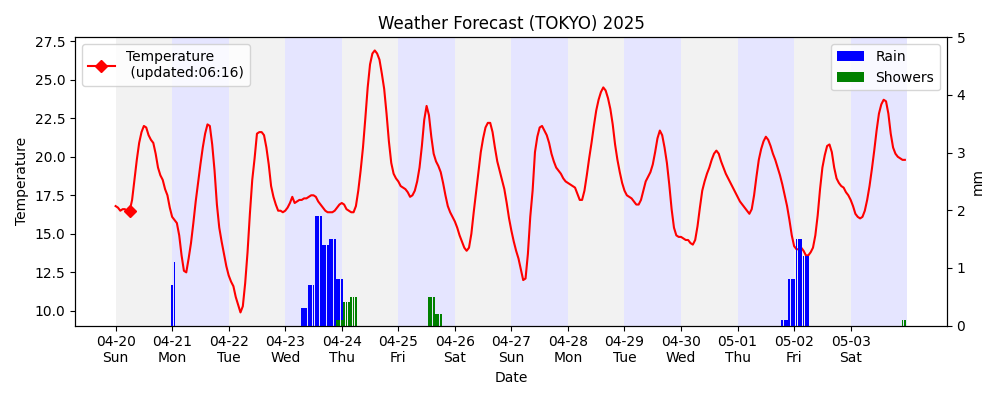 Weather Forecast (TOKYO) 2025
Temperature
(updated:06:16)
Rain
Showers
27.5
25.0
22.5
20.0
17.5
15.0
12.5
10.0
Temperature
5
4
3
2
1
0
mm
04-20 04-21 04-22 04-23 04-24 04-25 04-26 04-27 04-28 04-29 04-30 05-01 05-02 05-03
Sun Mon Tue Wed Thu Fri Sat Sun Mon Tue Wed Thu Fri Sat
Date